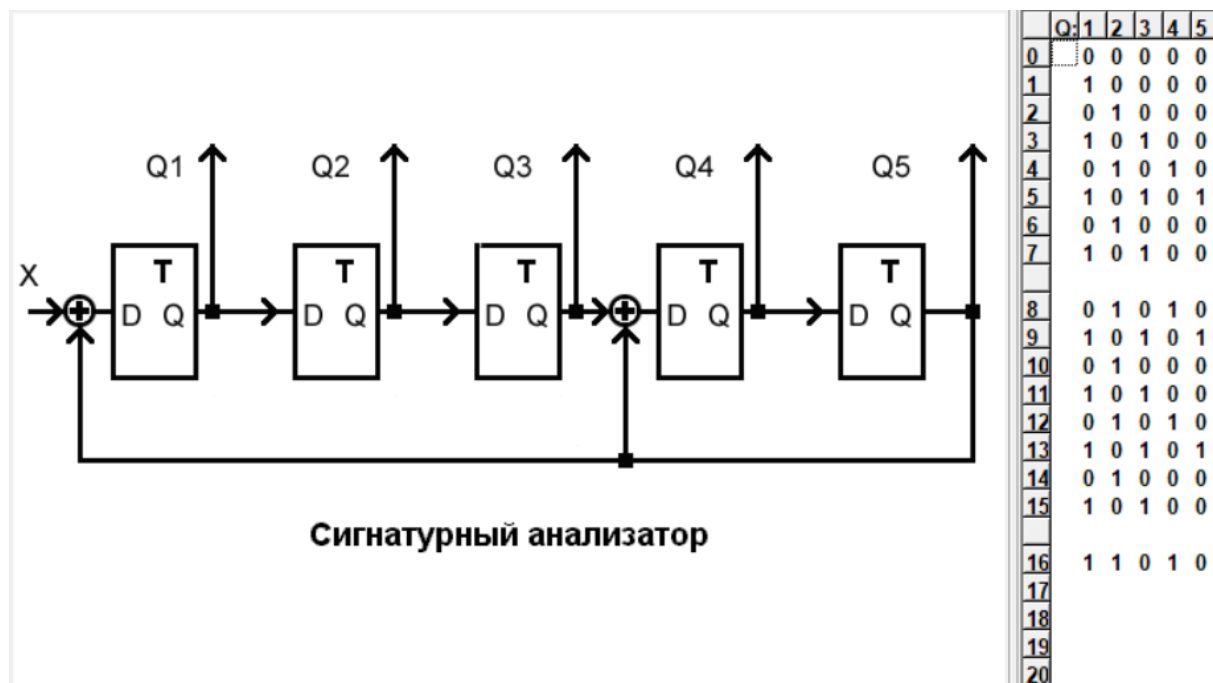 Q1 Q2 Q3 Q4 Q5
X
T T T T T
D Q D Q D Q D Q D Q
Сигнатурный анализатор
Q: 1 2 3 4 5
0 0 0 0 0 0
1 1 0 0 0 0
2 0 1 0 0 0
3 1 0 1 0 0
4 0 1 0 1 0
5 1 0 1 0 1
6 0 1 0 0 0
7 1 0 1 0 0
8 0 1 0 1 0
9 1 0 1 0 1
10 0 1 0 0 0
11 1 0 1 0 0
12 0 1 0 1 0
13 1 0 1 0 1
14 0 1 0 0 0
15 1 0 1 0 0
16 1 1 0 1 0
17
18
19
20